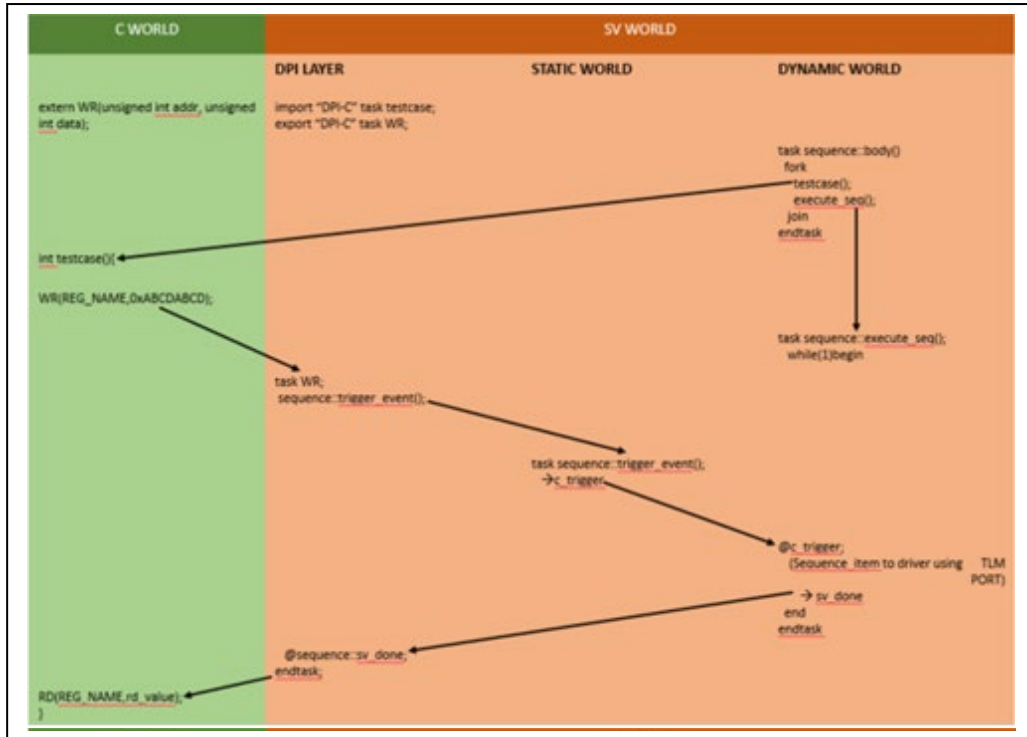 C WORLD
SV WORLD
DPI LAYER
STATIC WORLD
DYNAMIC WORLD
extern WR(unsigned int addr, unsigned
int data);
import “DPI-C” task testcase;
export “DPI-C” task WR;
task sequence::body()
fork
testcase();
execute_seq();
join
endtask
int testcase(){
WR(REG_NAME,0xABCDABCD);
task sequence::execute_seq();
while(1)begin
task WR;
sequence::trigger_event();
task sequence::trigger_event();
→c_trigger
@c_trigger;
(Sequence_item to driver using TLM
PORT)
→ sv_done
end
endtask
@sequence::sv_done;
endtask;
RD(REG_NAME,rd_value);
}